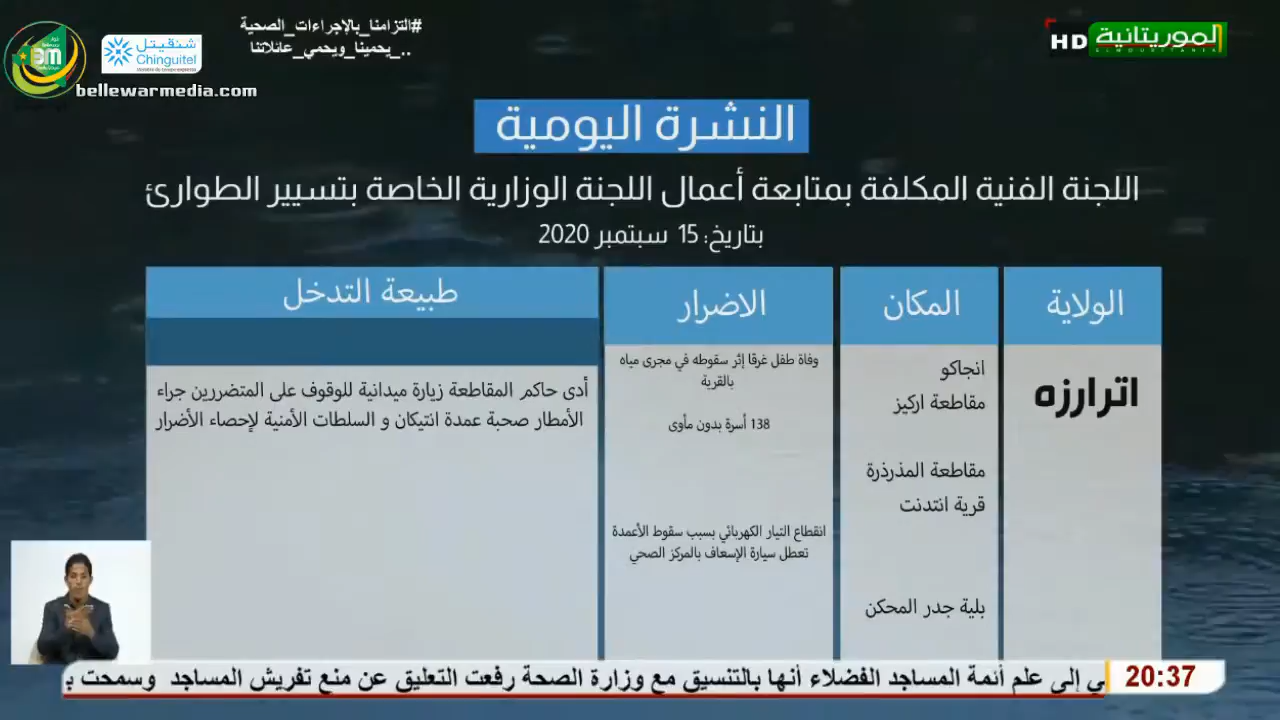 #التزامنا_بالإجراءات_الصحية
.._يحمينا_ويحمي_عائلاتنا
شنقيتل
Chinguitel
bellewarmedia.com
الموريتانية
HD
النشرة اليومية
اللجنة الفنية المكلفة بمتابعة أعمال اللجنة الوزارية الخاصة بتسيير الطوارئ
بتاريخ: 15 سبتمبر 2020
الولاية
المكان
الاضرار
طبيعة التدخل
اترارزه
انجاكو
مقاطعة اركيز
مقاطعة المذرذرة
قرية انتدنت
بلية جدر المحكن
وفاة طفل غرقا إثر سقوطه في مجرى مياه
بالقرية
138 أسرة بدون مأوى
انقطاع التيار الكهربائي بسبب سقوط الأعمدة
تعطل سيارة الإسعاف بالمركز الصحي
أدى حاكم المقاطعة زيارة ميدانية للوقوف على المتضررين جراء
الأمطار صحبة عمدة انتيكان و السلطات الأمنية لإحصاء الأضرار
20:37
ي إلى علم أئمة المساجد الفضلاء أنها بالتنسيق مع وزارة الصحة رفعت التعليق عن منع تفريش المساجد وسمحت ب